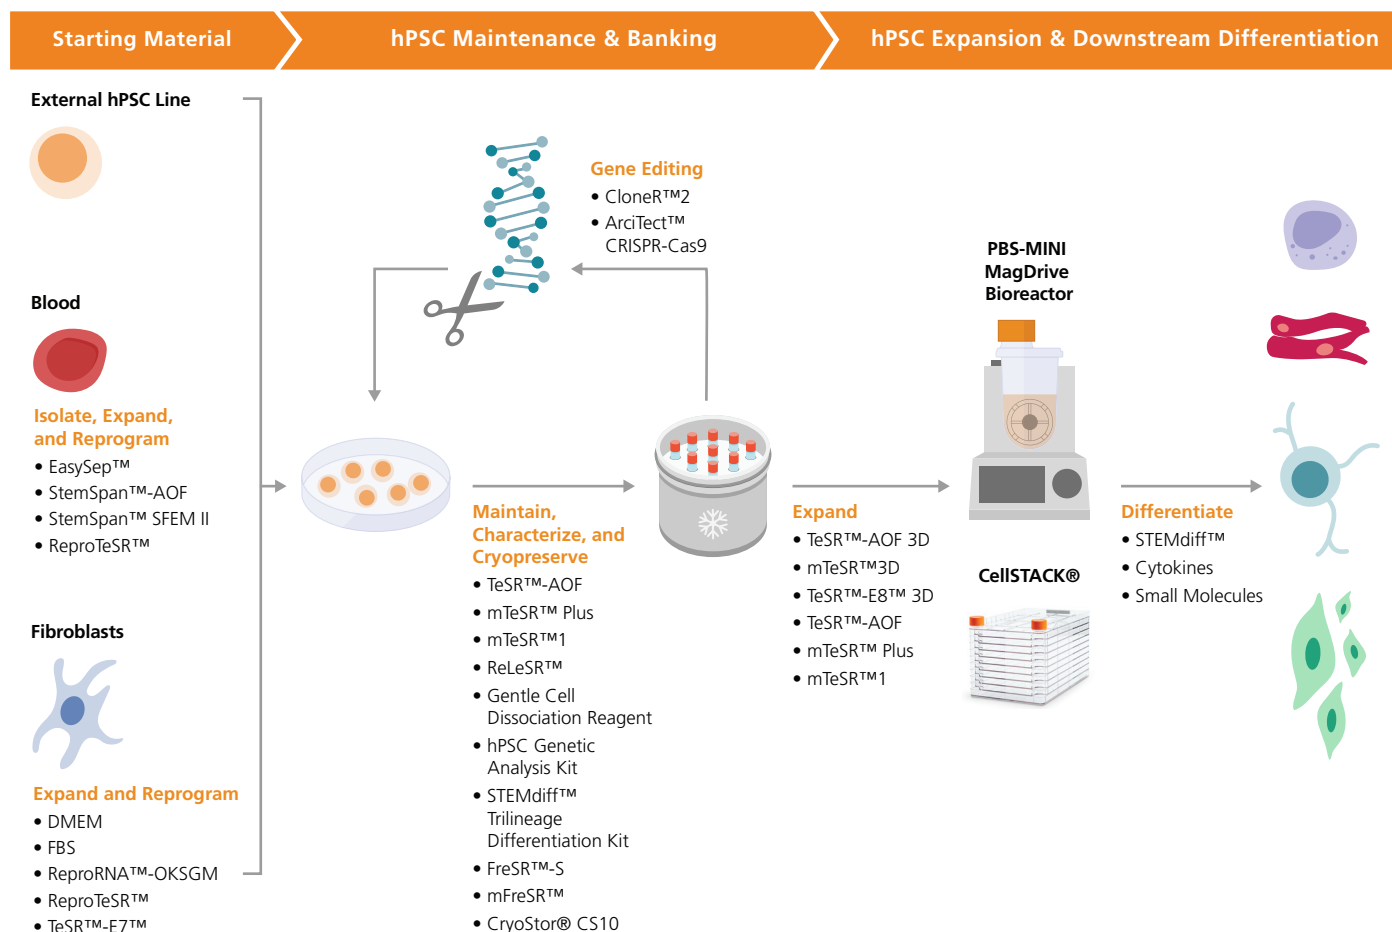 Starting Material
hPSC Maintenance & Banking
hPSC Expansion & Downstream Differentiation
External hPSC Line
Blood
Isolate, Expand,
and Reprogram
• EasySep™
• StemSpan™-AOF
• StemSpan™ SFEM II
• ReproTeSR™
Fibroblasts
Expand and Reprogram
• DMEM
• FBS
• ReproRNA™-OKSGM
• ReproTeSR™
• TeSR™-E7™
Gene Editing
• CloneR™2
• ArciTect™
CRISPR-Cas9
Maintain,
Characterize, and
Cryopreserve
• TeSR™-AOF
• mTeSR™ Plus
• mTeSR™1
• ReLeSR™
• Gentle Cell
Dissociation Reagent
• hPSC Genetic
Analysis Kit
• STEMdiff™
Trilineage
Differentiation Kit
• FreSR™-S
• mFreSR™
• CryoStor® CS10
Expand
• TeSR™-AOF 3D
• mTeSR™3D
• TeSR™-E8™ 3D
• TeSR™-AOF
• mTeSR™ Plus
• mTeSR™1
PBS-MINI
MagDrive
Bioreactor
CellSTACK®
Differentiate
• STEMdiff™
• Cytokines
• Small Molecules